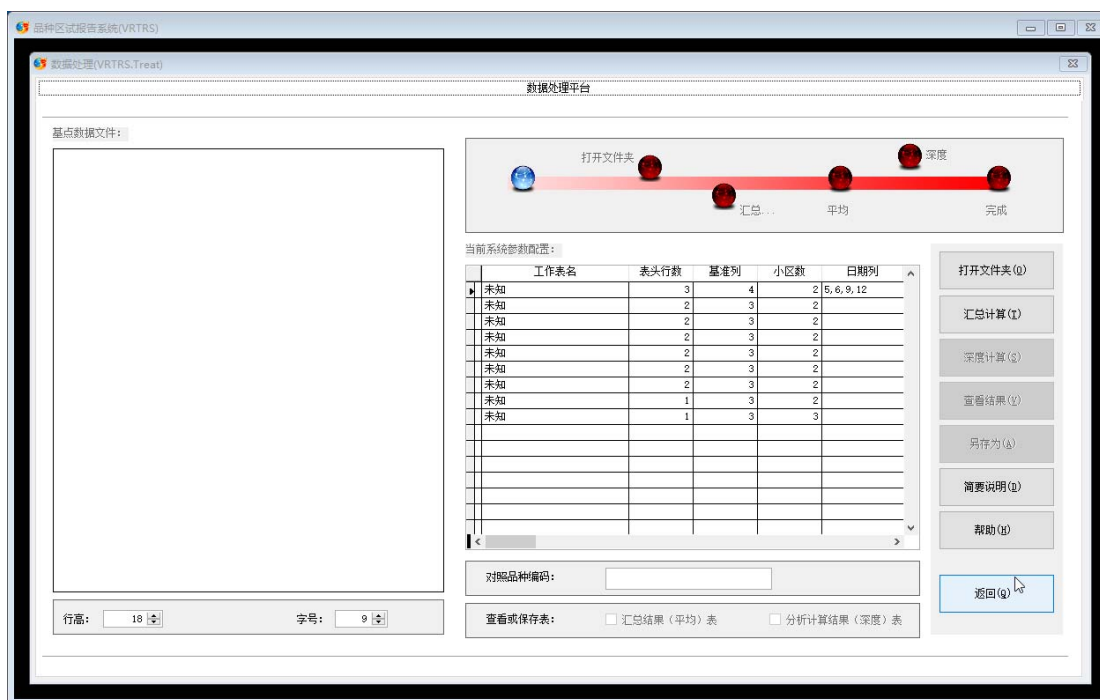 品种区试报告系统(VRTRS)
数据处理(VRTRS.Treat)
数据处理平台
基点数据文件：
打开文件夹
深度
汇总...
平均
完成
当前系统参数配置：
工作表名 表头行数 基准列 小区数 日期列
未知 3 4 2 5,6,9,12
未知 2 3 2
未知 2 3 2
未知 2 3 2
未知 2 3 2
未知 2 3 2
未知 2 3 2
未知 1 3 2
未知 1 3 3
打开文件夹(O)
汇总计算(T)
深度计算(S)
查看结果(V)
另存为(A)
简要说明(D)
帮助(H)
返回(Q)
对照品种编码：
行高： 18
字号： 9
查看或保存表：
汇总结果（平均）表
分析计算结果（深度）表